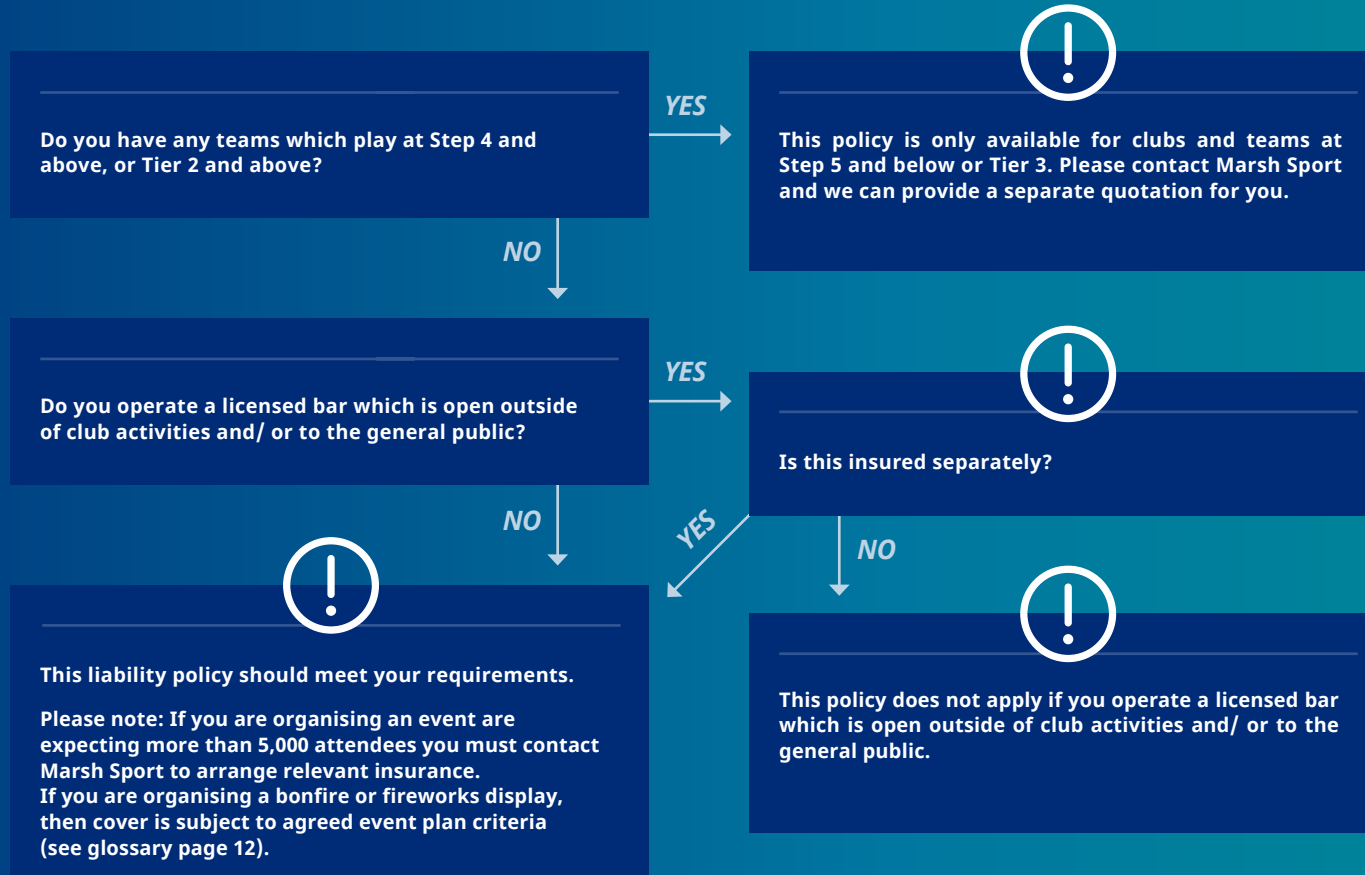 Do you have any teams which play at Step 4 and
above, or Tier 2 and above?
YES
This policy is only available for clubs and teams at
Step 5 and below or Tier 3. Please contact Marsh Sport
and we can provide a separate quotation for you.
NO
Do you operate a licensed bar which is open outside
of club activities and/ or to the general public?
YES
Is this insured separately?
NO
YES
NO
This liability policy should meet your requirements.
Please note: If you are organising an event are
expecting more than 5,000 attendees you must contact
Marsh Sport to arrange relevant insurance.
If you are organising a bonfire or fireworks display,
then cover is subject to agreed event plan criteria
(see glossary page 12).
This policy does not apply if you operate a licensed bar
which is open outside of club activities and/ or to the
general public.